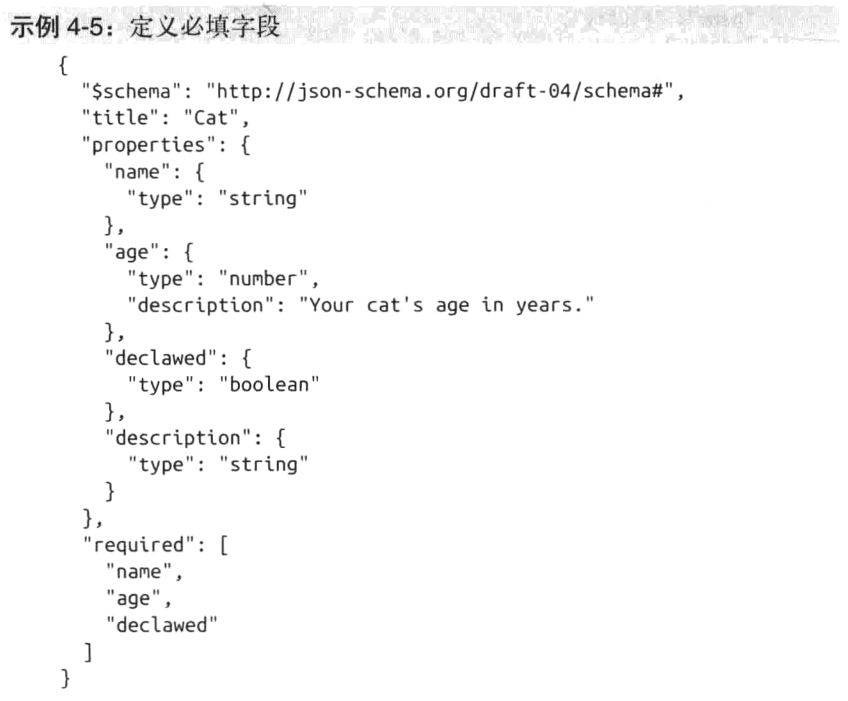 示例 4-5：定义必填字段
{
  "$schema": "http://json-schema.org/draft-04/schema#",
  "title": "Cat",
  "properties": {
    "name": {
      "type": "string"
    },
    "age": {
      "type": "number",
      "description": "Your cat's age in years."
    },
    "declawed": {
      "type": "boolean"
    },
    "description": {
      "type": "string"
    }
  },
  "required": [
    "name",
    "age",
    "declawed"
  ]
}